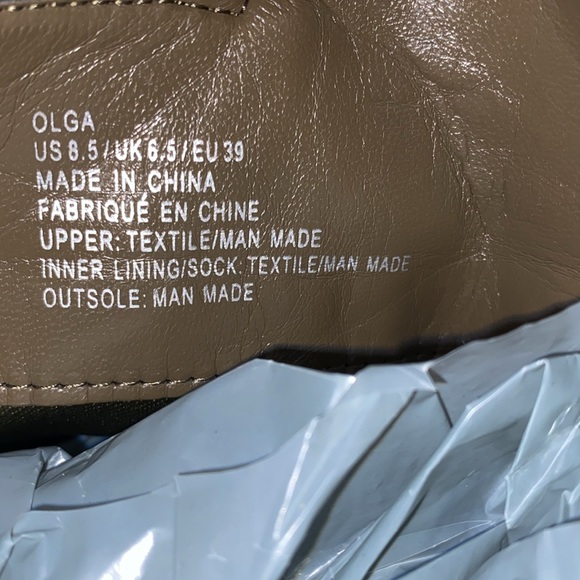 OLGA
US 8.5/UK 6.5/EU 39
MADE IN CHINA
FABRIQUÉ EN CHINE
UPPER: TEXTILE/MAN MADE
INNER LINING/SOCK: TEXTILE/MAN MADE
OUTSOLE: MAN MADE